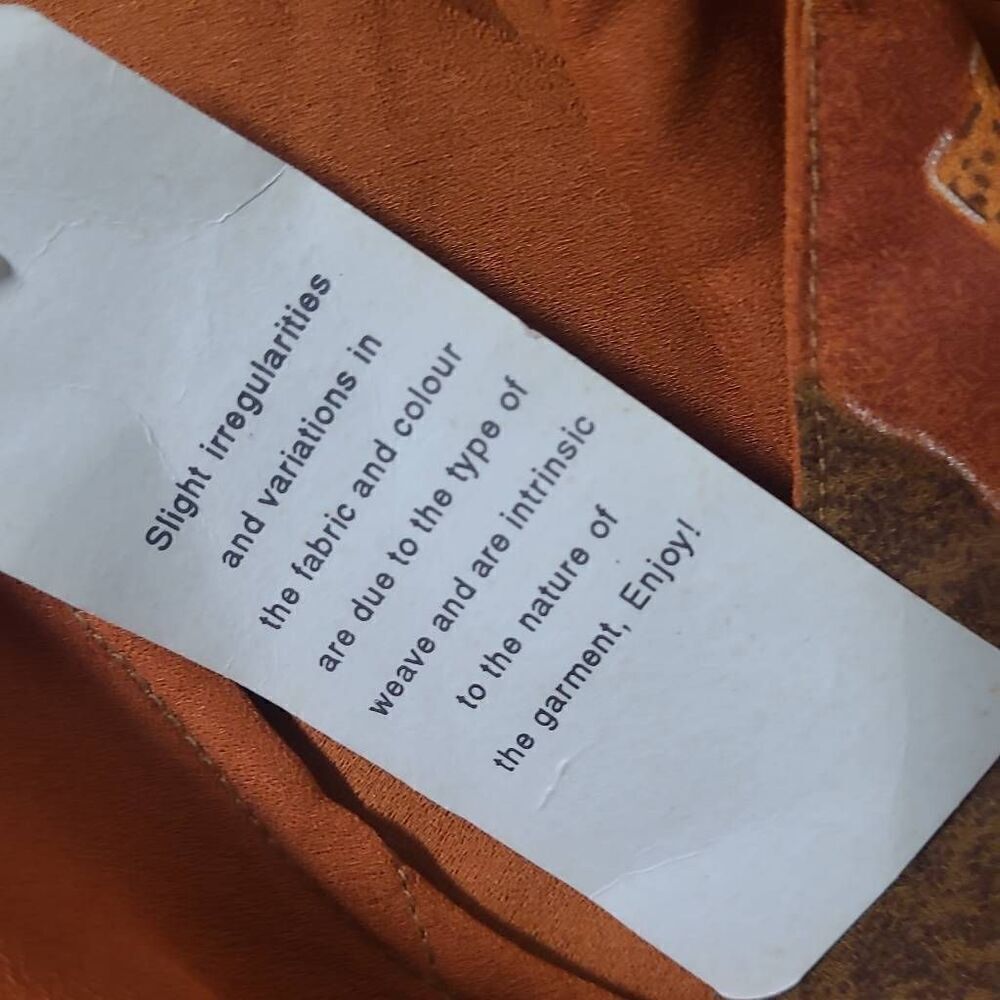 Slight irregularities
and variations in
the fabric and colour
are due to the type of
weave and are intrinsic
to the nature of
the garment, Enjoy!